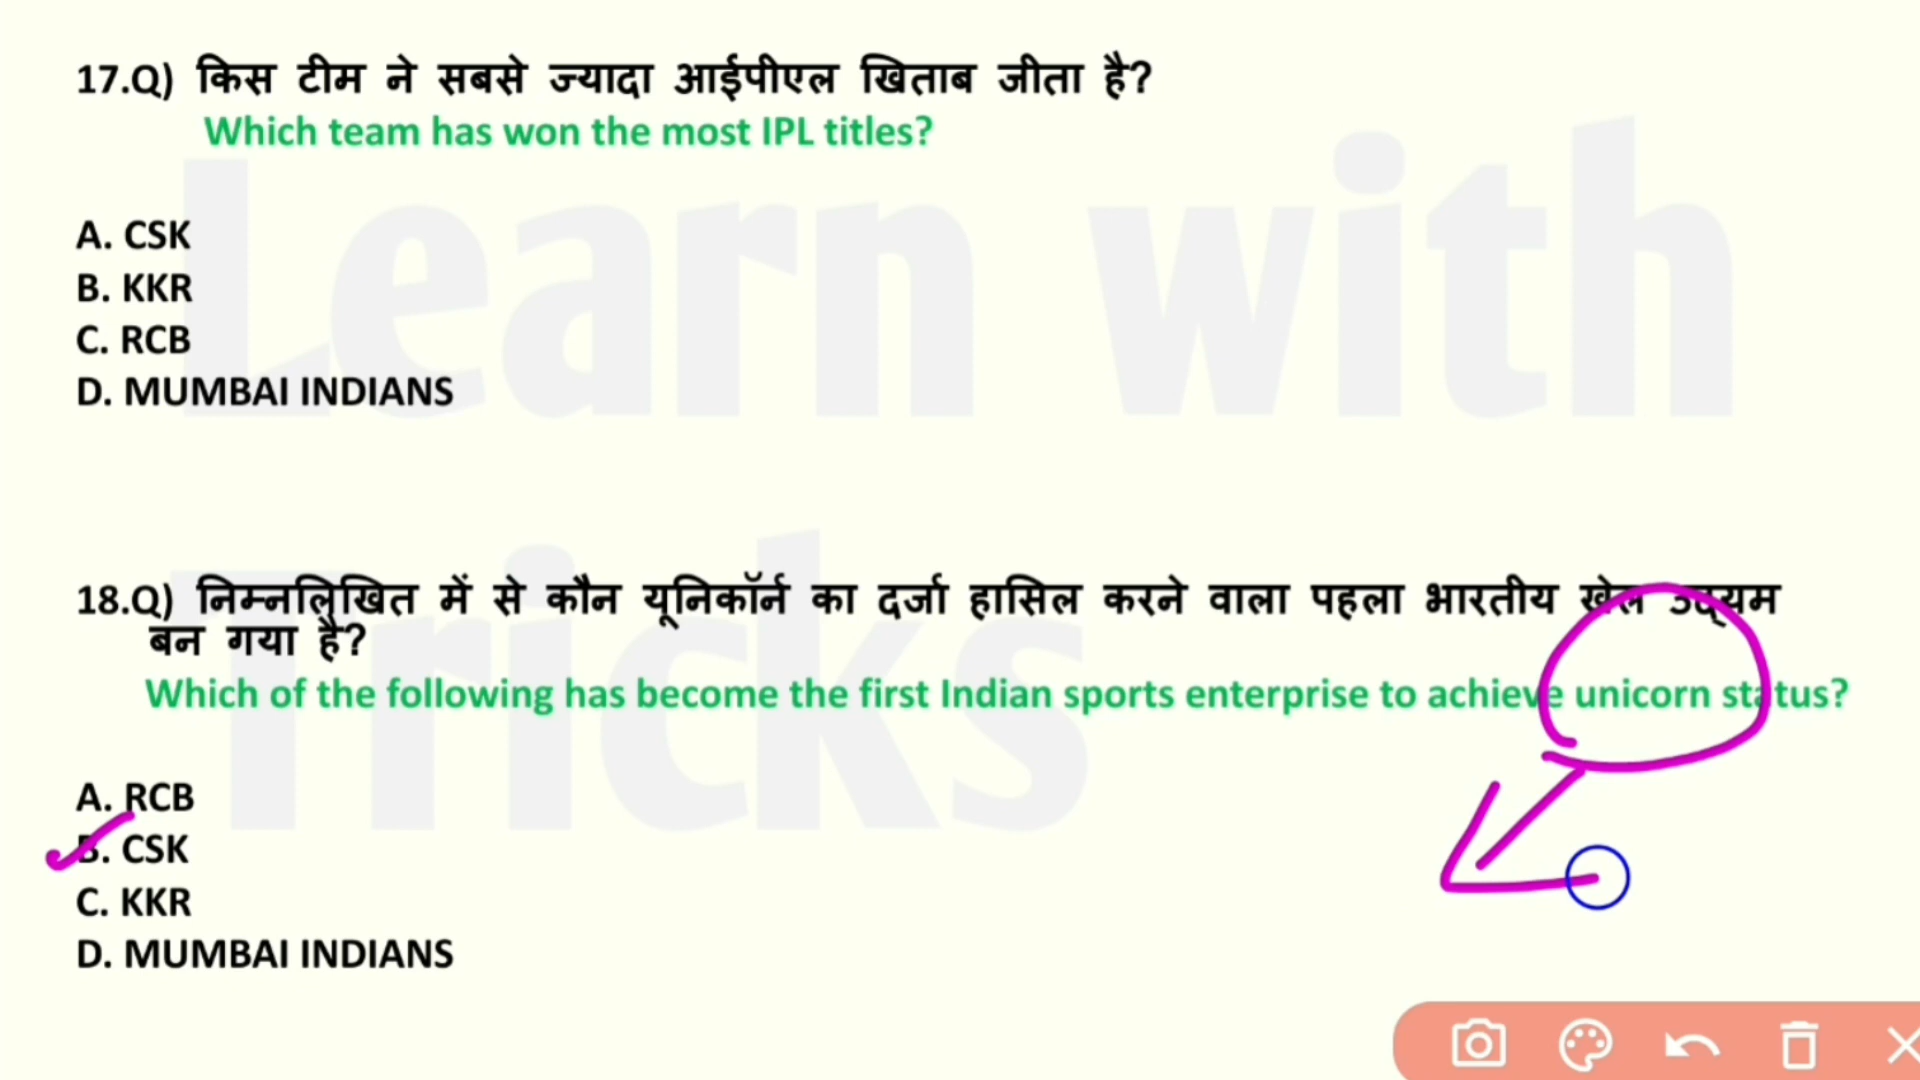 17.Q) किस टीम ने सबसे ज्यादा आईपीएल खिताब जीता है?
Which team has won the most IPL titles?
A. CSK
B. KKR
C. RCB
D. MUMBAI INDIANS
Learn with
Tricks
18.Q) निम्नलिखित में से कौन यूनिकॉर्न का दर्जा हासिल करने वाला पहला भारतीय खेल उद्यम
बन गया है?
Which of the following has become the first Indian sports enterprise to achieve unicorn status?
A. RCB
B. CSK
C. KKR
D. MUMBAI INDIANS